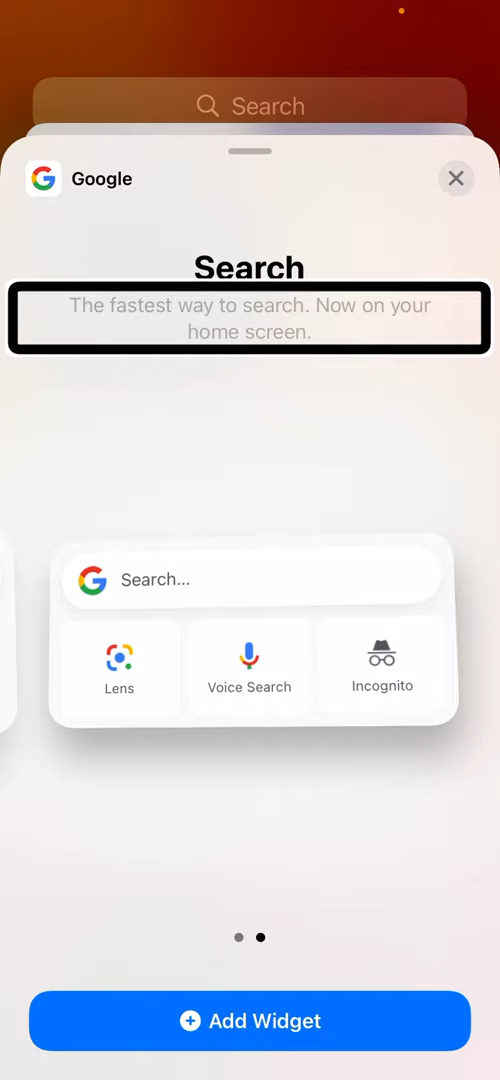 Search
Google
Search
The fastest way to search. Now on your
home screen.
Search...
Lens
Voice Search
Incognito
Add Widget